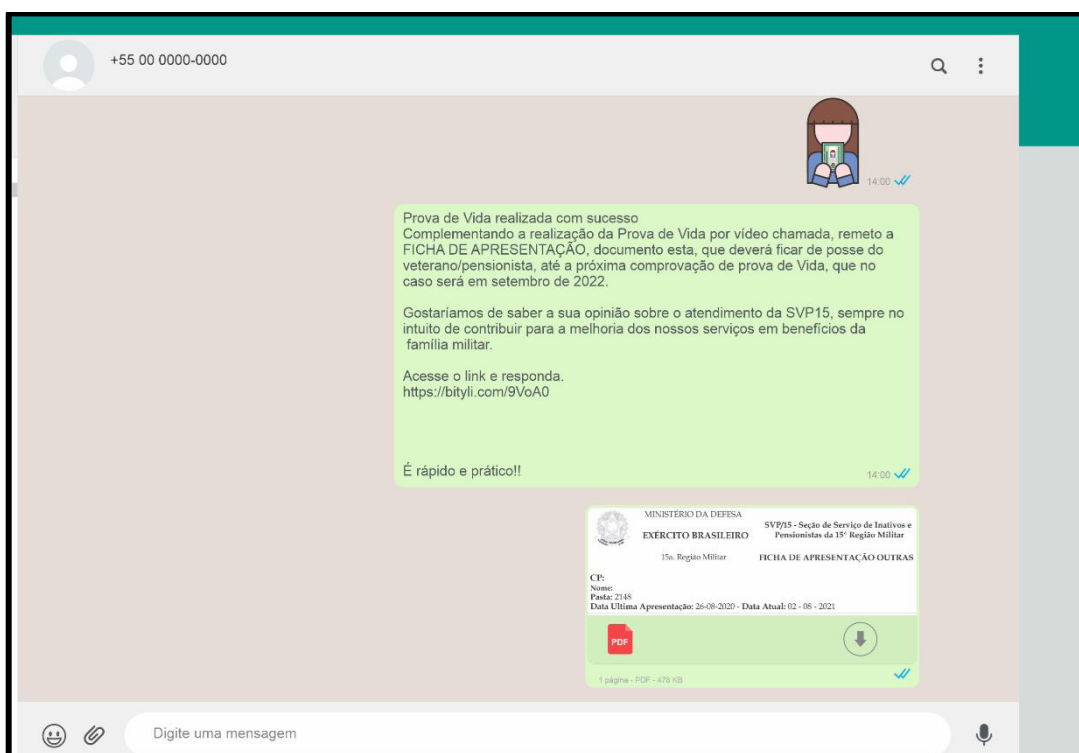 +55 00 0000-0000
14:00
Prova de Vida realizada com sucesso
Complementando a realização da Prova de Vida por vídeo chamada, remeto a
FICHA DE APRESENTAÇÃO, documento esta, que deverá ficar de posse do
veterano/pensionista, até a próxima comprovação de prova de Vida, que no
caso será em setembro de 2022.
Gostaríamos de saber a sua opinião sobre o atendimento da SVP15, sempre no
intuito de contribuir para a melhoria dos nossos serviços em benefícios da
família militar.
Acesse o link e responda.
https://bityli.com/9VoA0
É rápido e prático!!
14:00
MINISTÉRIO DA DEFESA
EXÉRCITO BRASILEIRO
15a. Região Militar
SVP/15 - Seção de Serviço de Inativos e
Pensionistas da 15ª Região Militar
FICHA DE APRESENTAÇÃO OUTRAS
CP:
Nome:
Pasta: 2148
Data Ultima Apresentação: 26-08-2020 - Data Atual: 02 - 08 - 2021
PDF
1 página - PDF - 478 KB
Digite uma mensagem